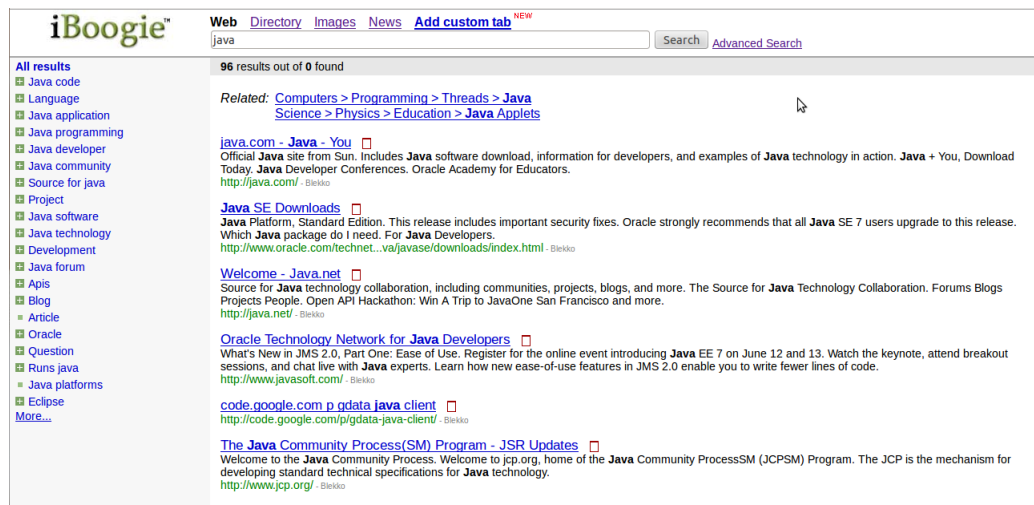 iBoogie™
Web Directory Images News Add custom tab NEW
java
Search
Advanced Search
All results
Java code
Language
Java application
Java programming
Java developer
Java community
Source for java
Project
Java software
Java technology
Development
Java forum
Apis
Blog
Article
Oracle
Question
Runs java
Java platforms
Eclipse
More...
96 results out of 0 found
Related: Computers > Programming > Threads > Java
Science > Physics > Education > Java Applets
java.com - Java - You
Official Java site from Sun. Includes Java software download, information for developers, and examples of Java technology in action. Java + You, Download
Today. Java Developer Conferences. Oracle Academy for Educators.
http://java.com/ - Blekko
Java SE Downloads
Java Platform, Standard Edition. This release includes important security fixes. Oracle strongly recommends that all Java SE 7 users upgrade to this release.
Which Java package do I need. For Java Developers.
http://www.oracle.com/technet...va/javase/downloads/index.html - Blekko
Welcome - Java.net
Source for Java technology collaboration, including communities, projects, blogs, and more. The Source for Java Technology Collaboration. Forums Blogs
Projects People. Open API Hackathon: Win A Trip to JavaOne San Francisco and more.
http://java.net/ - Blekko
Oracle Technology Network for Java Developers
What's New in JMS 2.0, Part One: Ease of Use. Register for the online event introducing Java EE 7 on June 12 and 13. Watch the keynote, attend breakout
sessions, and chat live with Java experts. Learn how new ease-of-use features in JMS 2.0 enable you to write fewer lines of code.
http://www.javasoft.com/ - Blekko
code.google.com p gdata java client
http://code.google.com/p/gdata-java-client/ - Blekko
The Java Community Process(SM) Program - JSR Updates
Welcome to the Java Community Process. Welcome to jcp.org, home of the Java Community ProcessSM (JCPSM) Program. The JCP is the mechanism for
developing standard technical specifications for Java technology.
http://www.jcp.org/ - Blekko